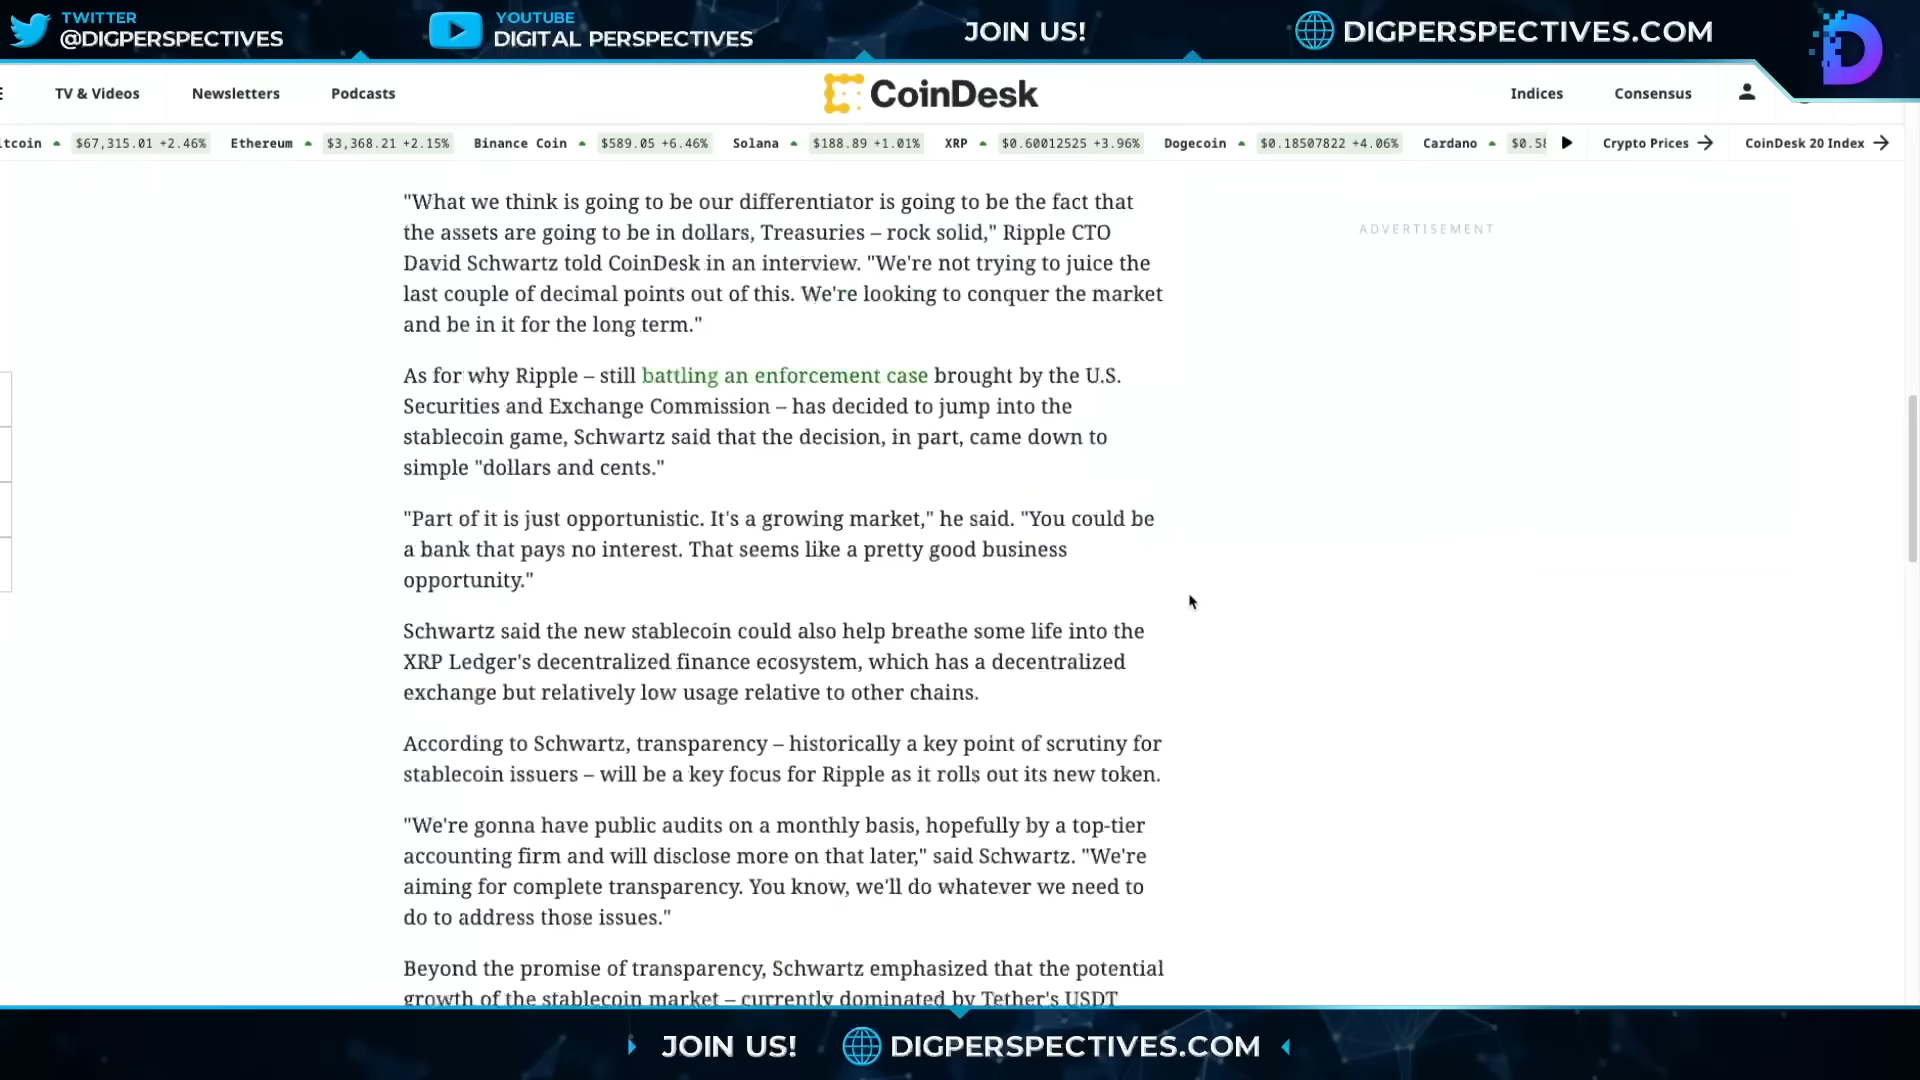 TWITTER
@DIGPERSPECTIVES
YOUTUBE
DIGITAL PERSPECTIVES
JOIN US!
DIGPERSPECTIVES.COM
TV & Videos
Newsletters
Podcasts
CoinDesk
Indices
Consensus
itcoin $67,315.01 +2.46% Ethereum $3,368.21 +2.15% Binance Coin $589.05 +6.46% Solana $188.89 +1.01% XRP $0.60012525 +3.96% Dogecoin $0.18507822 +4.06% Cardano $0.58 Crypto Prices → CoinDesk 20 Index →
"What we think is going to be our differentiator is going to be the fact that
the assets are going to be in dollars, Treasuries – rock solid," Ripple CTO
David Schwartz told CoinDesk in an interview. "We're not trying to juice the
last couple of decimal points out of this. We're looking to conquer the market
and be in it for the long term."
ADVERTISEMENT
As for why Ripple – still battling an enforcement case brought by the U.S.
Securities and Exchange Commission – has decided to jump into the
stablecoin game, Schwartz said that the decision, in part, came down to
simple "dollars and cents."
"Part of it is just opportunistic. It's a growing market," he said. "You could be
a bank that pays no interest. That seems like a pretty good business
opportunity."
Schwartz said the new stablecoin could also help breathe some life into the
XRP Ledger's decentralized finance ecosystem, which has a decentralized
exchange but relatively low usage relative to other chains.
According to Schwartz, transparency – historically a key point of scrutiny for
stablecoin issuers – will be a key focus for Ripple as it rolls out its new token.
"We're gonna have public audits on a monthly basis, hopefully by a top-tier
accounting firm and will disclose more on that later," said Schwartz. "We're
aiming for complete transparency. You know, we'll do whatever we need to
do to address those issues."
Beyond the promise of transparency, Schwartz emphasized that the potential
growth of the stablecoin market – currently dominated by Tether's USDT
JOIN US!
DIGPERSPECTIVES.COM